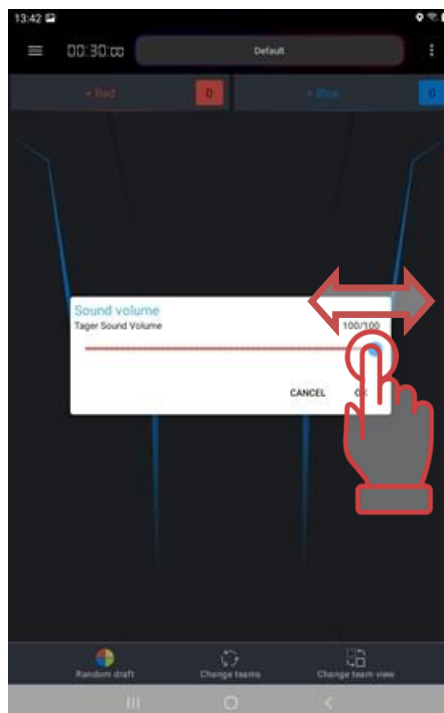 13:42
00:30:00 Default
+ Red 0 + Blue 0
Sound volume
Tager Sound Volume 100/100
CANCEL OK
Random draft Change teams Change team view